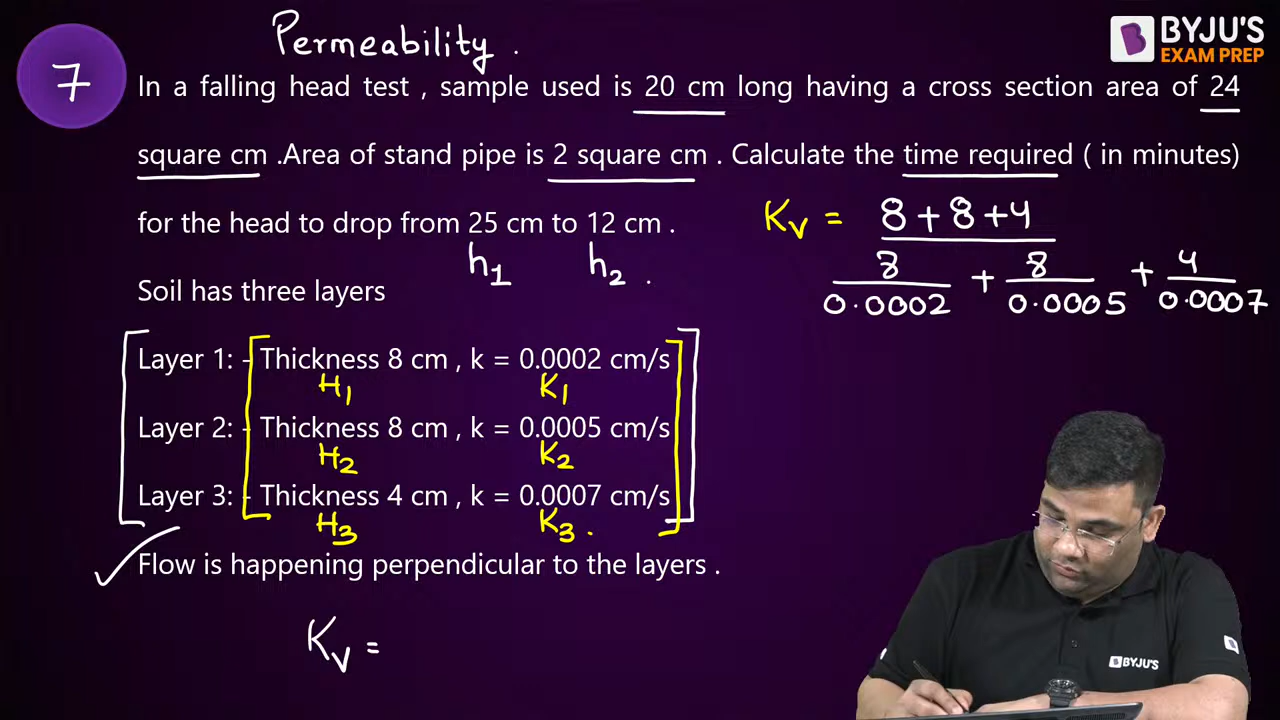 Permeability .
BYJU'S
EXAM PREP
7
In a falling head test , sample used is 20 cm long having a cross section area of 24
square cm .Area of stand pipe is 2 square cm . Calculate the time required ( in minutes)
for the head to drop from 25 cm to 12 cm .
h1 h2 .
Kv = 8+8+4
8 + 8 + 4
0.0002 0.0005 0.0007
Soil has three layers
Layer 1: - Thickness 8 cm , k = 0.0002 cm/s
H1 K1
Layer 2: - Thickness 8 cm , k = 0.0005 cm/s
H2 K2
Layer 3: - Thickness 4 cm , k = 0.0007 cm/s
H3 K3 .
Flow is happening perpendicular to the layers .
Kv =
BYJU'S